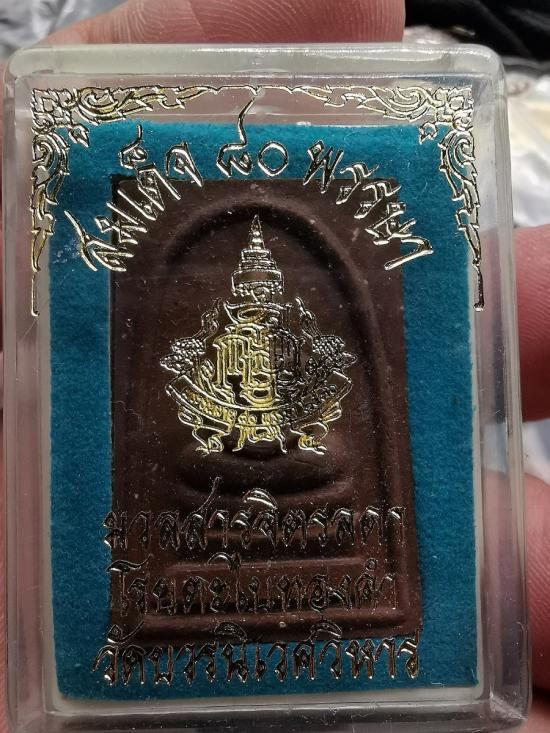 สมเด็จ ๘๐ พรรษา
มวลสารจิตรลดา
โรยตะไบทองคำ
วัดบวรนิเวศวิหาร